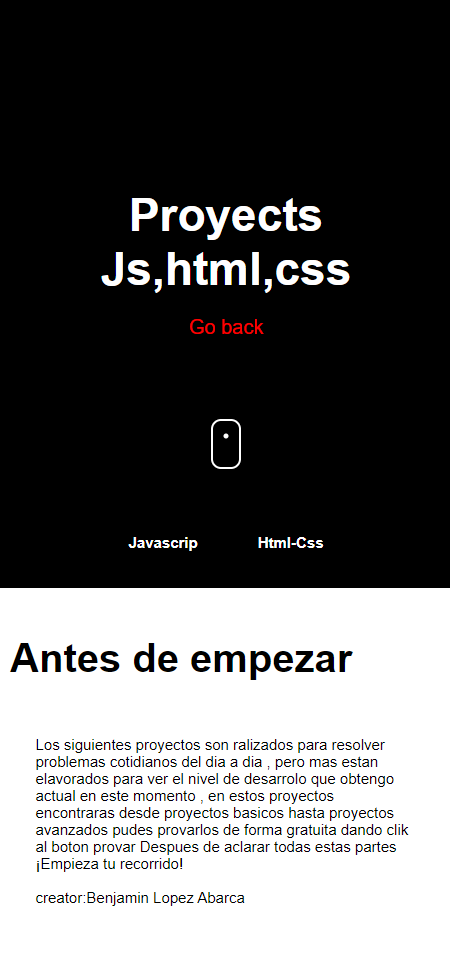 Proyects
Js,html,css
Go back
Javascrip Html-Css
Antes de empezar
Los siguientes proyectos son ralizados para resolver
problemas cotidianos del dia a dia , pero mas estan
elavorados para ver el nivel de desarrolo que obtengo
actual en este momento , en estos proyectos
encontraras desde proyectos basicos hasta proyectos
avanzados pudes provarlos de forma gratuita dando clik
al boton provar Despues de aclarar todas estas partes
¡Empieza tu recorrido!
creator:Benjamin Lopez Abarca